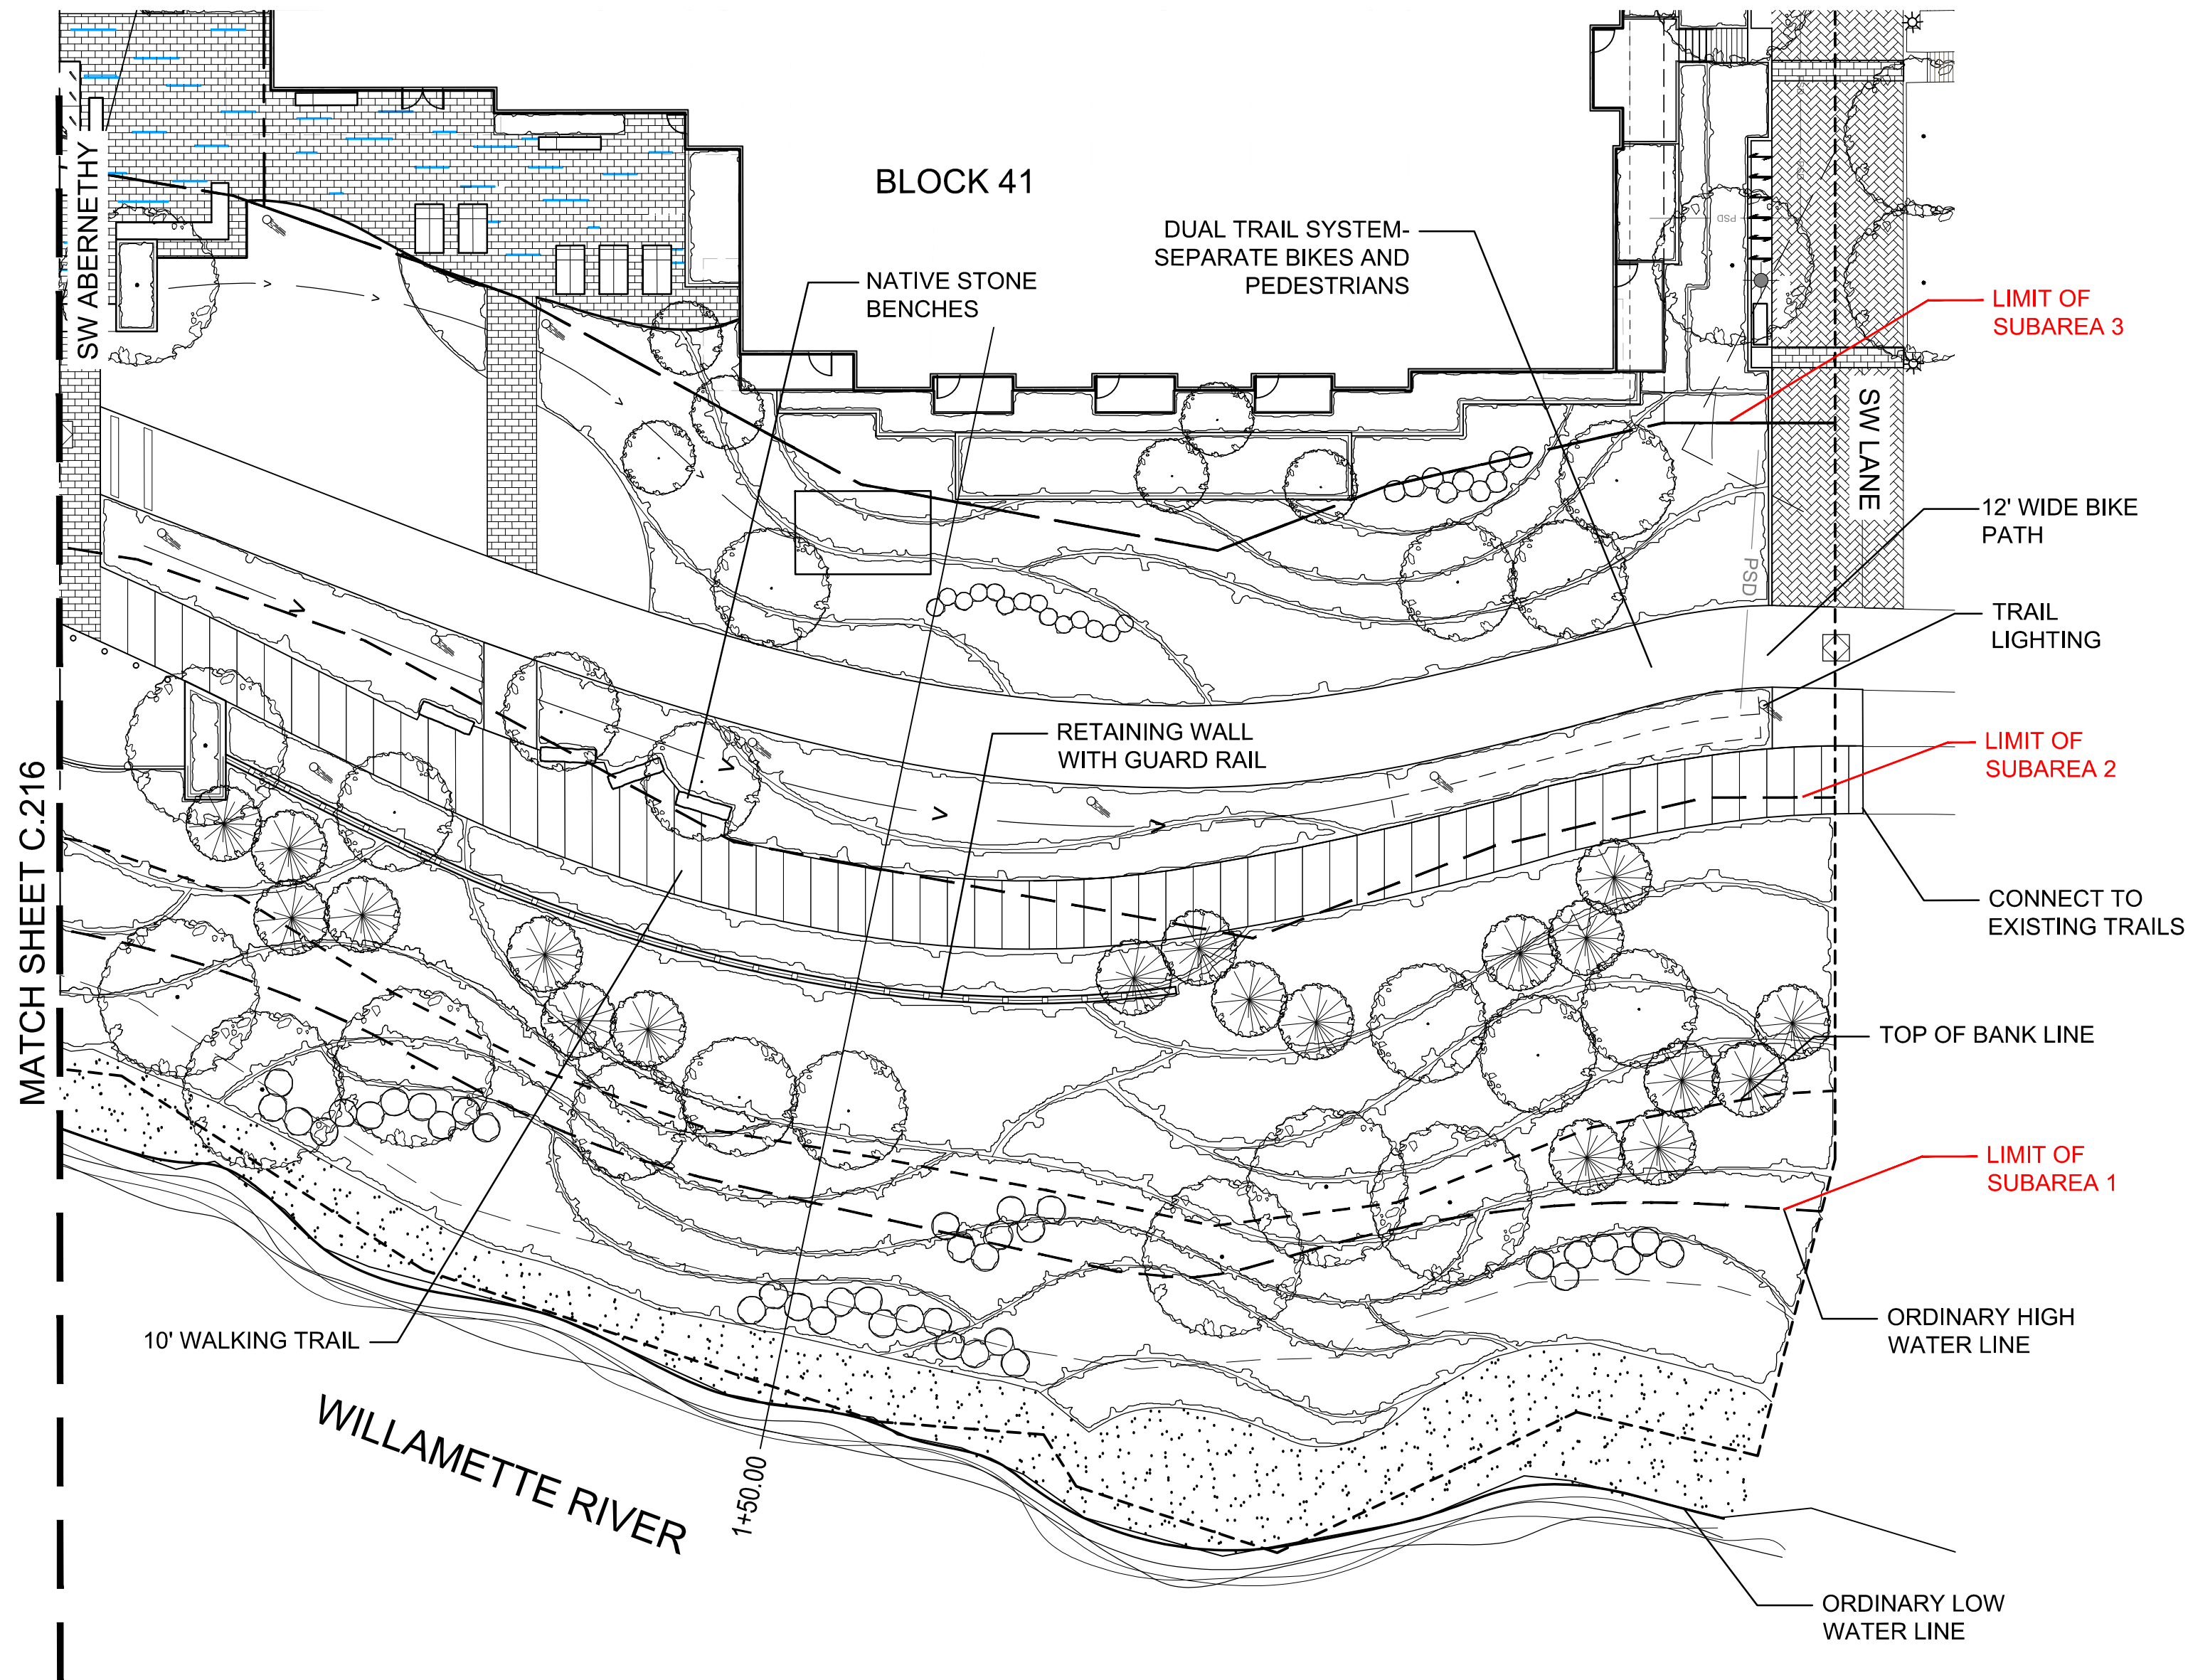 BLOCK 41
SW ABERNETHY
DUAL TRAIL SYSTEM-
SEPARATE BIKES AND
PEDESTRIANS
NATIVE STONE
BENCHES
PSD
LIMIT OF
SUBAREA 3
SW LANE
12' WIDE BIKE
PATH
PSD
TRAIL
LIGHTING
RETAINING WALL
WITH GUARD RAIL
LIMIT OF
SUBAREA 2
MATCH SHEET C.216
CONNECT TO
EXISTING TRAILS
TOP OF BANK LINE
LIMIT OF
SUBAREA 1
10' WALKING TRAIL
ORDINARY HIGH
WATER LINE
WILLAMETTE RIVER
1+50.00
ORDINARY LOW
WATER LINE